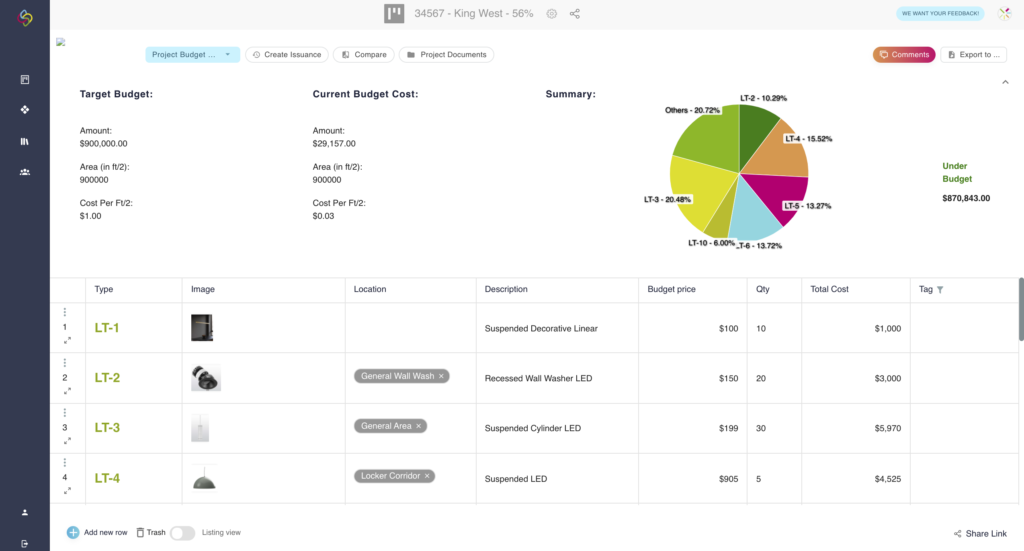 34567 - King West - 56%
WE WANT YOUR FEEDBACK!
Project Budget ...
Create Issuance
Compare
Project Documents
Comments
Export to ...
Target Budget:
Amount:
$900,000.00
Area (in ft/2):
900000
Cost Per Ft/2:
$1.00
Current Budget Cost:
Amount:
$29,157.00
Area (in ft/2):
900000
Cost Per Ft/2:
$0.03
Summary:
LT-2 - 10.29%
Others - 20.72%
LT-4 - 15.52%
LT-3 - 20.48%
LT-5 - 13.27%
LT-10 - 6.00%
LT-6 - 13.72%
Under
Budget
$870,843.00
Type Image Location Description Budget price Qty Total Cost Tag
1 LT-1 Suspended Decorative Linear $100 10 $1,000
2 LT-2 General Wall Wash × Recessed Wall Washer LED $150 20 $3,000
3 LT-3 General Area × Suspended Cylinder LED $199 30 $5,970
4 LT-4 Locker Corridor × Suspended LED $905 5 $4,525
Add new row Trash Listing view Share Link